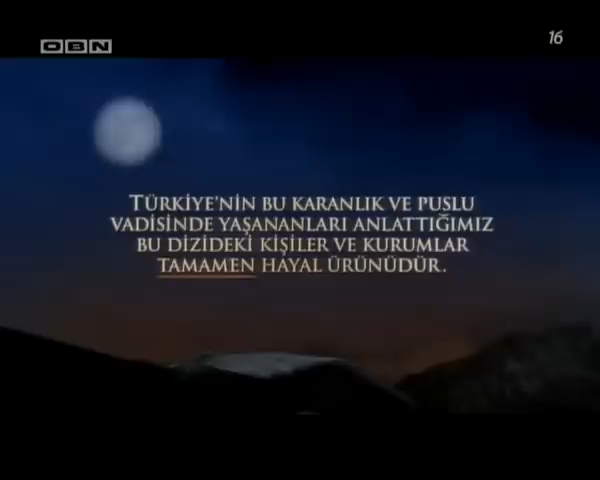 OBN
16
TÜRKİYE'NİN BU KARANLIK VE PUSLU
VADİSİNDE YAŞANANLARI ANLATTIĞIMIZ
BU DİZİDEKİ KİŞİLER VE KURUMLAR
TAMAMEN HAYAL ÜRÜNÜDÜR.